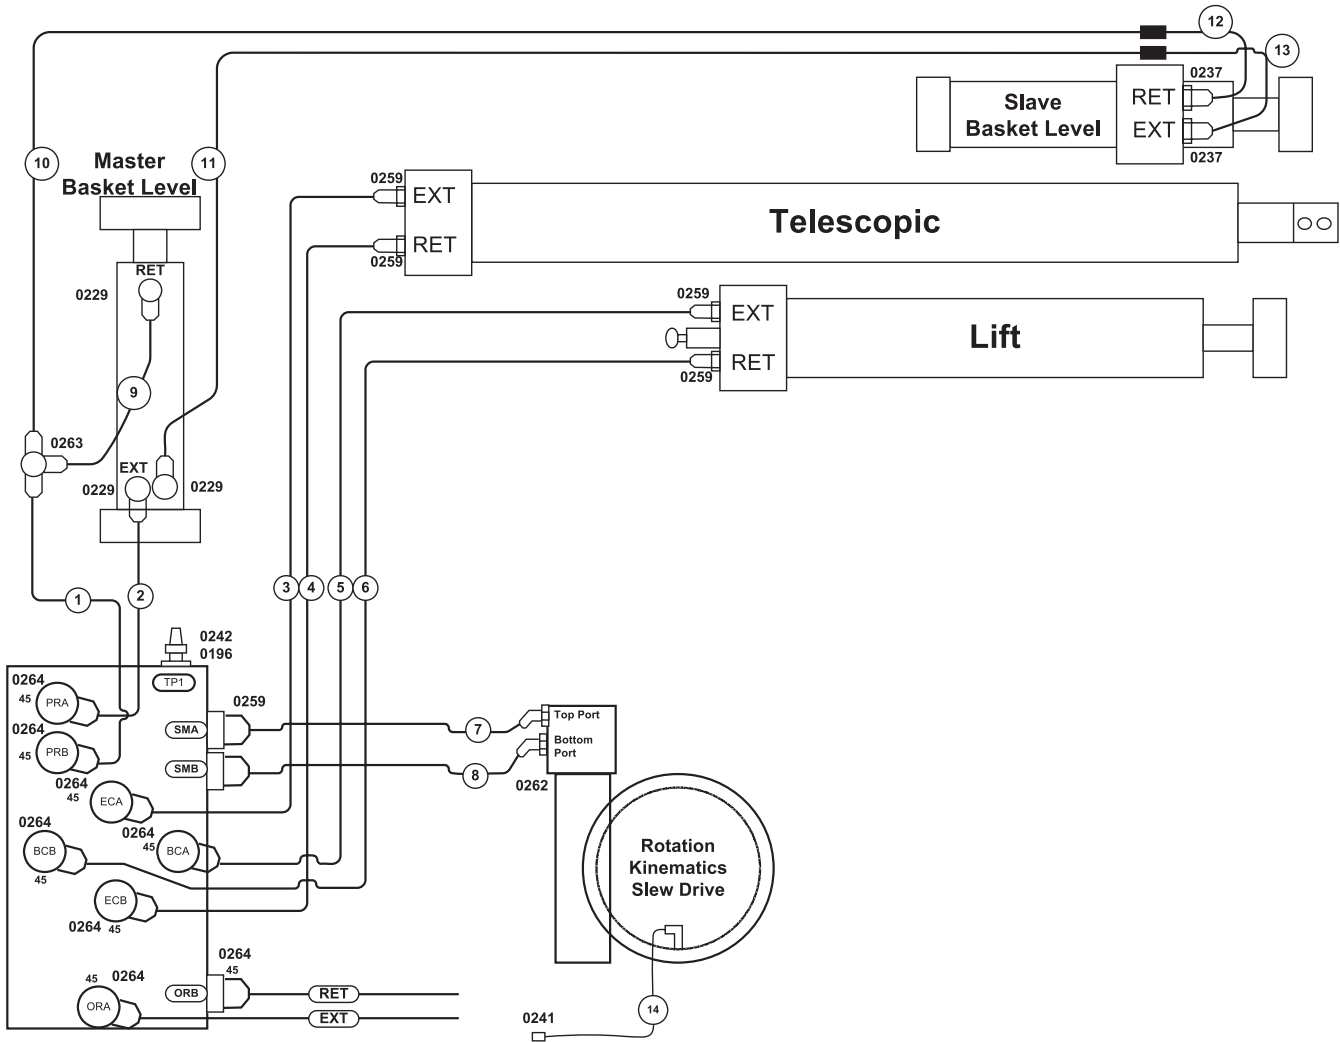 12
13
0237
Slave
Basket Level
RET
EXT
0237
10
Master
Basket Level
11
0259
EXT
RET
0259
Telescopic
RET
0229
0259
EXT
RET
0259
Lift
9
0263
EXT
0229
0229
3
4
5
6
1
2
0242
0196
TP1
0264
45
PRA
0264
45
PRB
0259
SMA
SMB
7
8
Top Port
Bottom
Port
0262
0264
45
ECA
0264
45
BCA
0264
BCB
45
ECB
0264 45
Rotation
Kinematics
Slew Drive
45 0264
ORA
0264
45
ORB
RET
EXT
0241
14